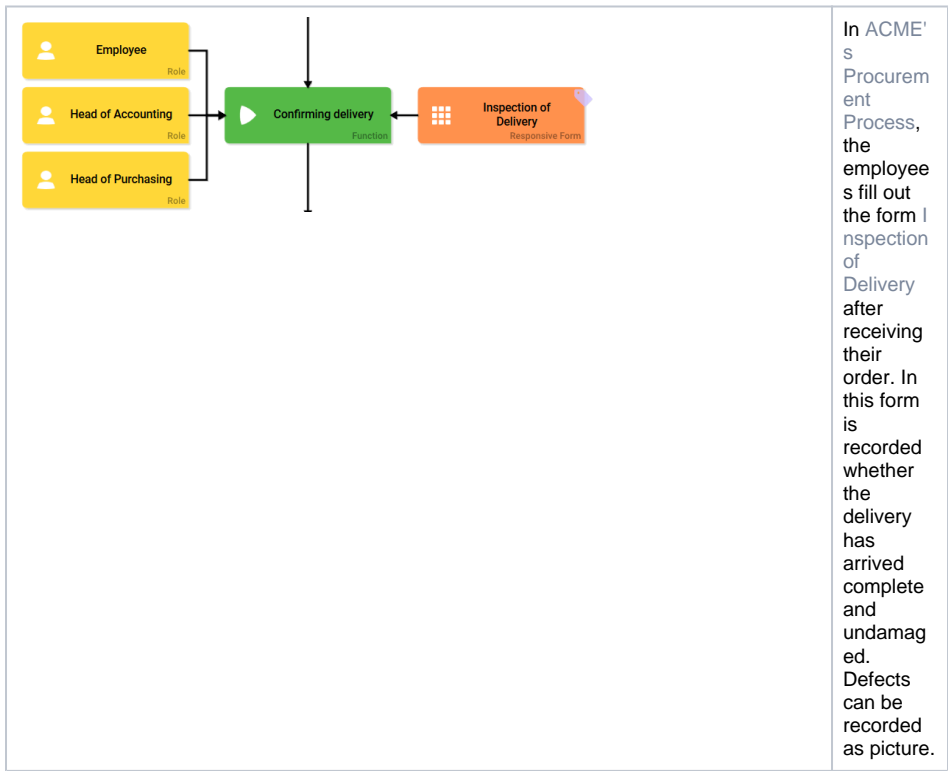 Employee
Role
Head of Accounting
Role
Head of Purchasing
Role
Confirming delivery
Function
Inspection of
Delivery
Responsive Form
In ACME'
s
Procurem
ent
Process,
the
employee
s fill out
the form I
nspection
of
Delivery
after
receiving
their
order. In
this form
is
recorded
whether
the
delivery
has
arrived
complete
and
undamag
ed.
Defects
can be
recorded
as picture.